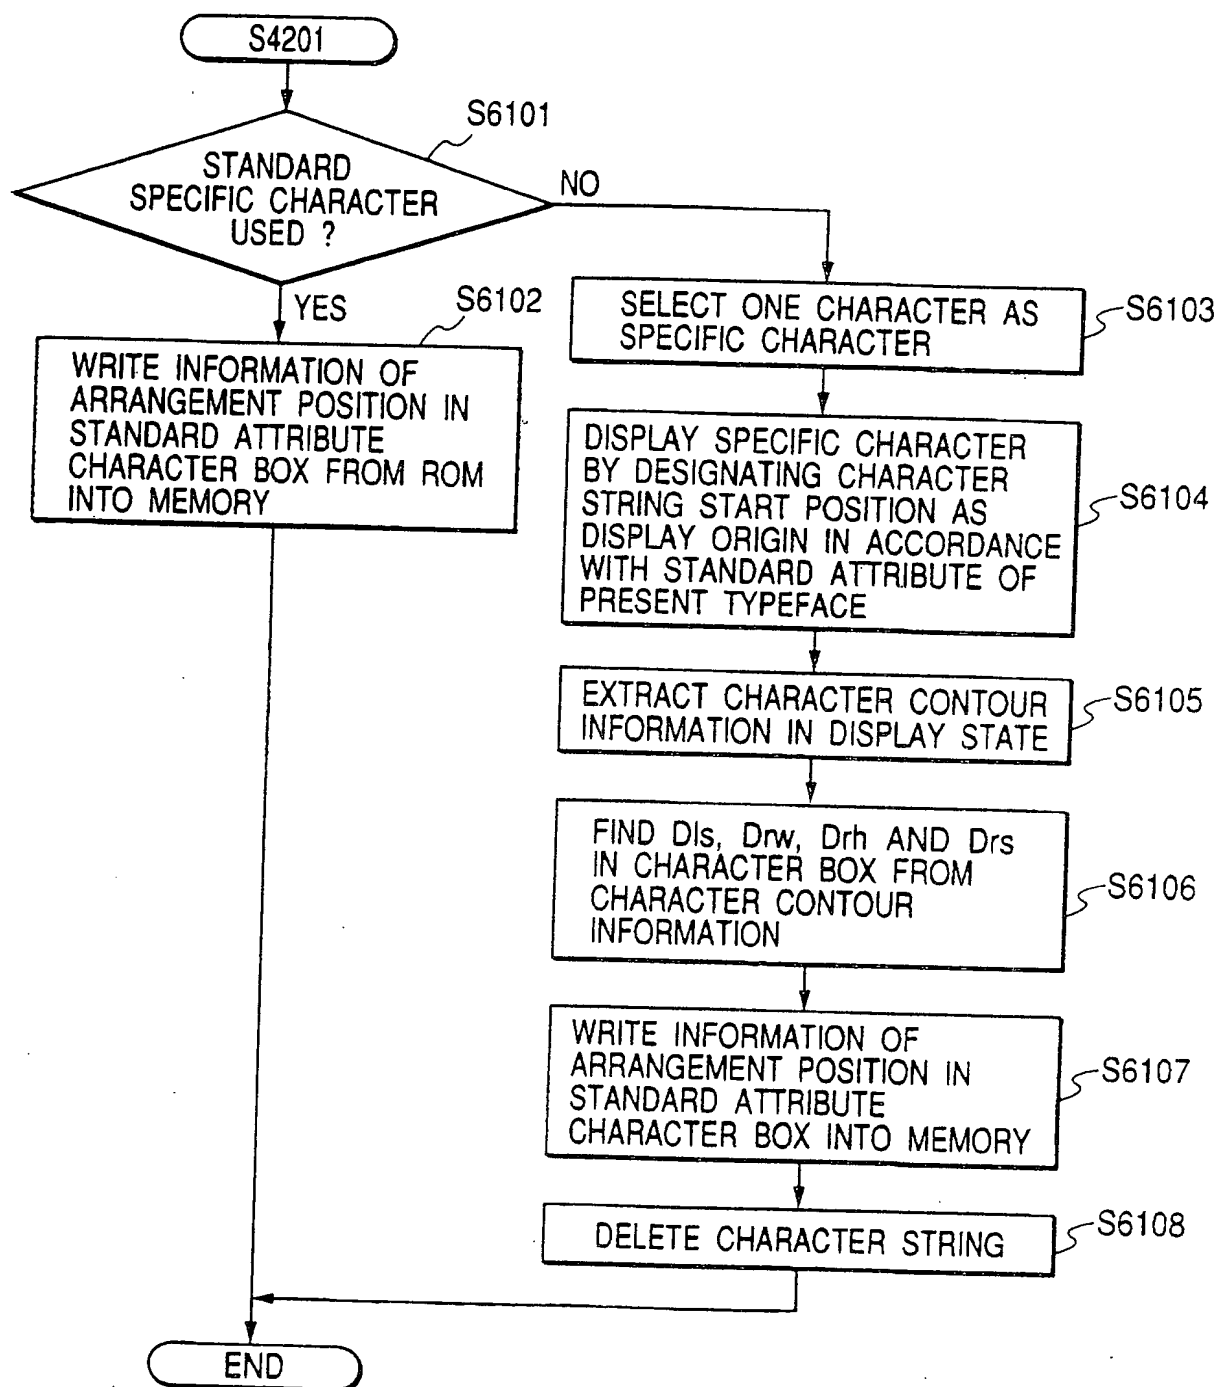 S4201
S6101
STANDARD
SPECIFIC CHARACTER
USED ?
NO
YES
S6102
WRITE INFORMATION OF
ARRANGEMENT POSITION IN
STANDARD ATTRIBUTE
CHARACTER BOX FROM ROM
INTO MEMORY
SELECT ONE CHARACTER AS
SPECIFIC CHARACTER
S6103
DISPLAY SPECIFIC CHARACTER
BY DESIGNATING CHARACTER
STRING START POSITION AS
DISPLAY ORIGIN IN ACCORDANCE
WITH STANDARD ATTRIBUTE OF
PRESENT TYPEFACE
S6104
EXTRACT CHARACTER CONTOUR
INFORMATION IN DISPLAY STATE
S6105
FIND Dls, Drw, Drh AND Drs
IN CHARACTER BOX FROM
CHARACTER CONTOUR
INFORMATION
S6106
WRITE INFORMATION OF
ARRANGEMENT POSITION IN
STANDARD ATTRIBUTE
CHARACTER BOX INTO MEMORY
S6107
DELETE CHARACTER STRING
S6108
END